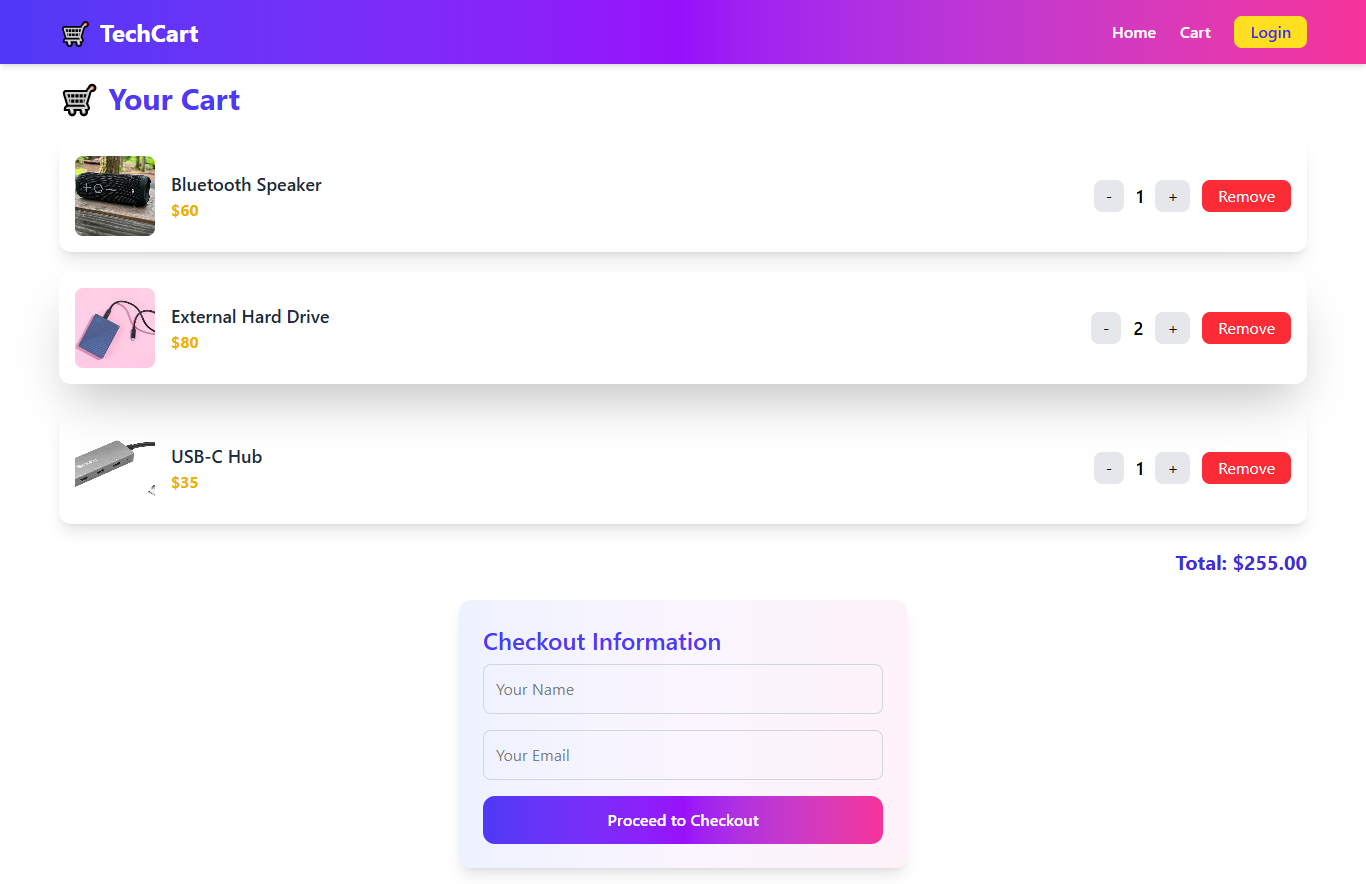 TechCart
Home Cart Login
Your Cart
Bluetooth Speaker
$60
- 1 + Remove
External Hard Drive
$80
- 2 + Remove
USB-C Hub
$35
- 1 + Remove
Total: $255.00
Checkout Information
Your Name
Your Email
Proceed to Checkout